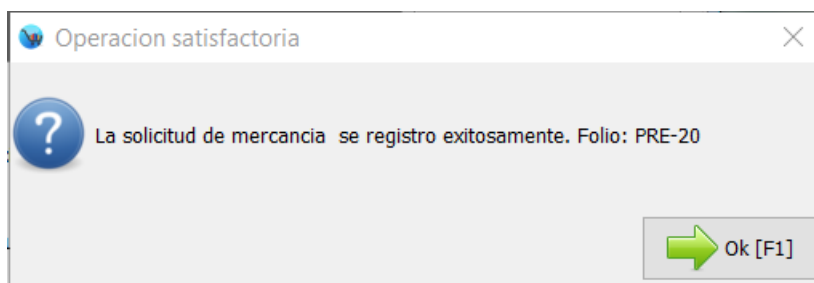 Operacion satisfactoria
La solicitud de mercancia  se registro exitosamente. Folio: PRE-20
Ok [F1]